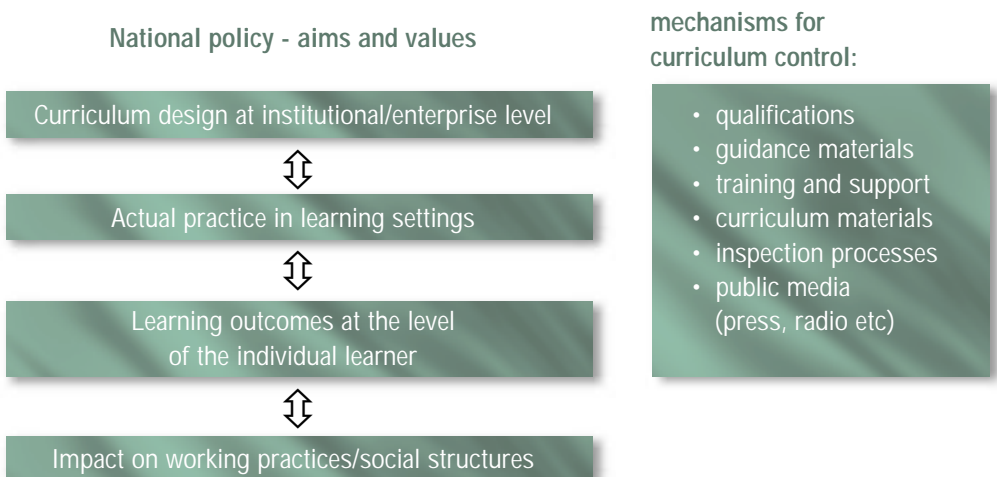 National policy - aims and values
Curriculum design at institutional/enterprise level
Actual practice in learning settings
Learning outcomes at the level
of the individual learner
Impact on working practices/social structures
mechanisms for
curriculum control:
• qualifications
• guidance materials
• training and support
• curriculum materials
• inspection processes
• public media
(press, radio etc)